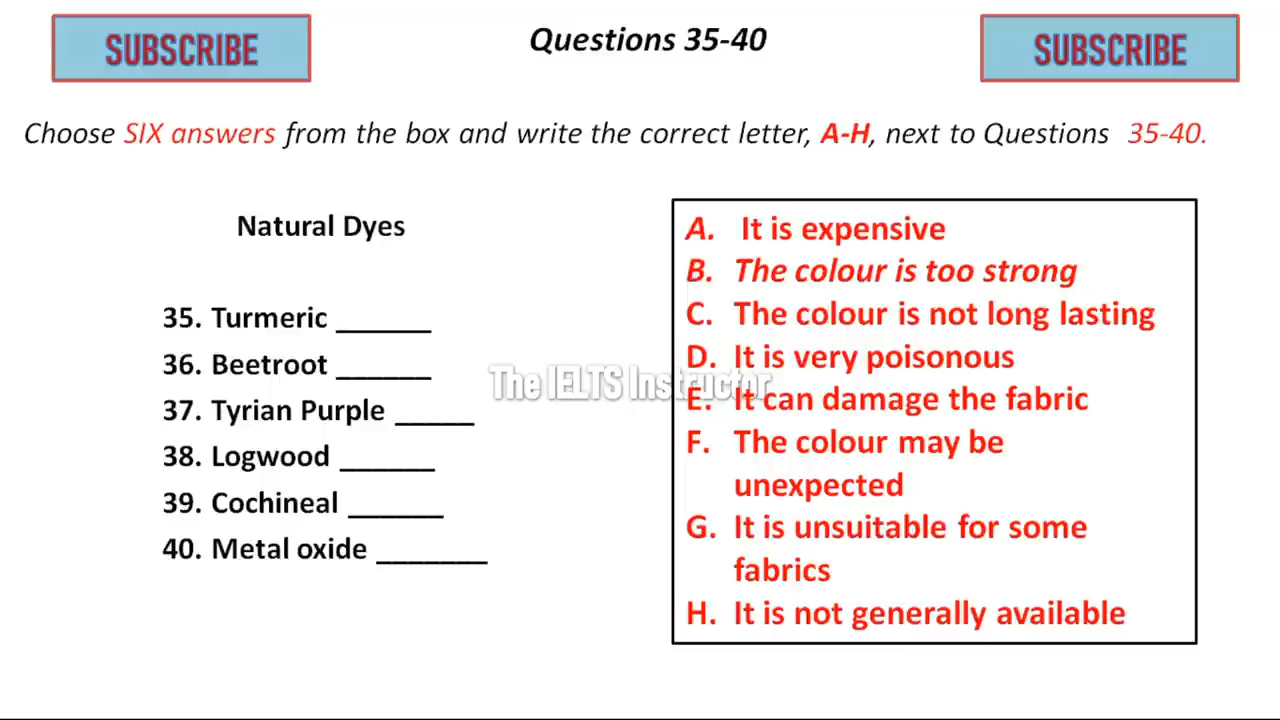 SUBSCRIBE
Questions 35-40
SUBSCRIBE
Choose SIX answers from the box and write the correct letter, A-H, next to Questions 35-40.
Natural Dyes
35. Turmeric ______
36. Beetroot ______
37. Tyrian Purple _____
38. Logwood ______
39. Cochineal ______
40. Metal oxide _______
The IELTS Instructor
A. It is expensive
B. The colour is too strong
C. The colour is not long lasting
D. It is very poisonous
E. It can damage the fabric
F. The colour may be
unexpected
G. It is unsuitable for some
fabrics
H. It is not generally available